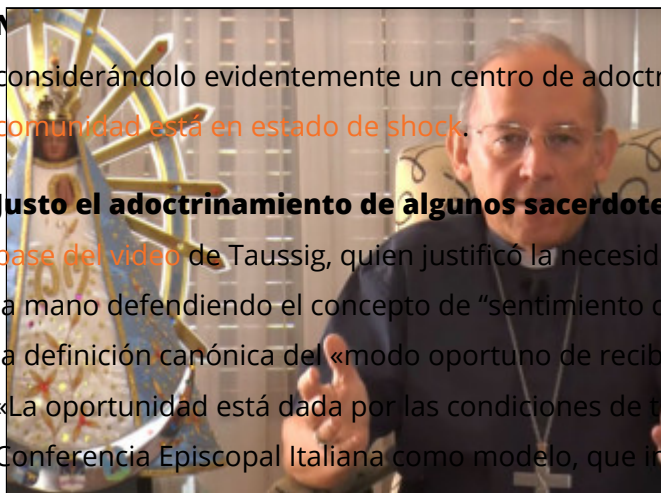 considerándolo evidentemente un centro de adoctr
comunidad está en estado de shock.
Justo el adoctrinamiento de algunos sacerdote
base del video de Taussig, quien justificó la necesid
a mano defendiendo el concepto de “sentimiento
a definición canónica del «modo oportuno de recib
«La oportunidad está dada por las condiciones de t
Conferencia Episcopal Italiana como modelo, que in